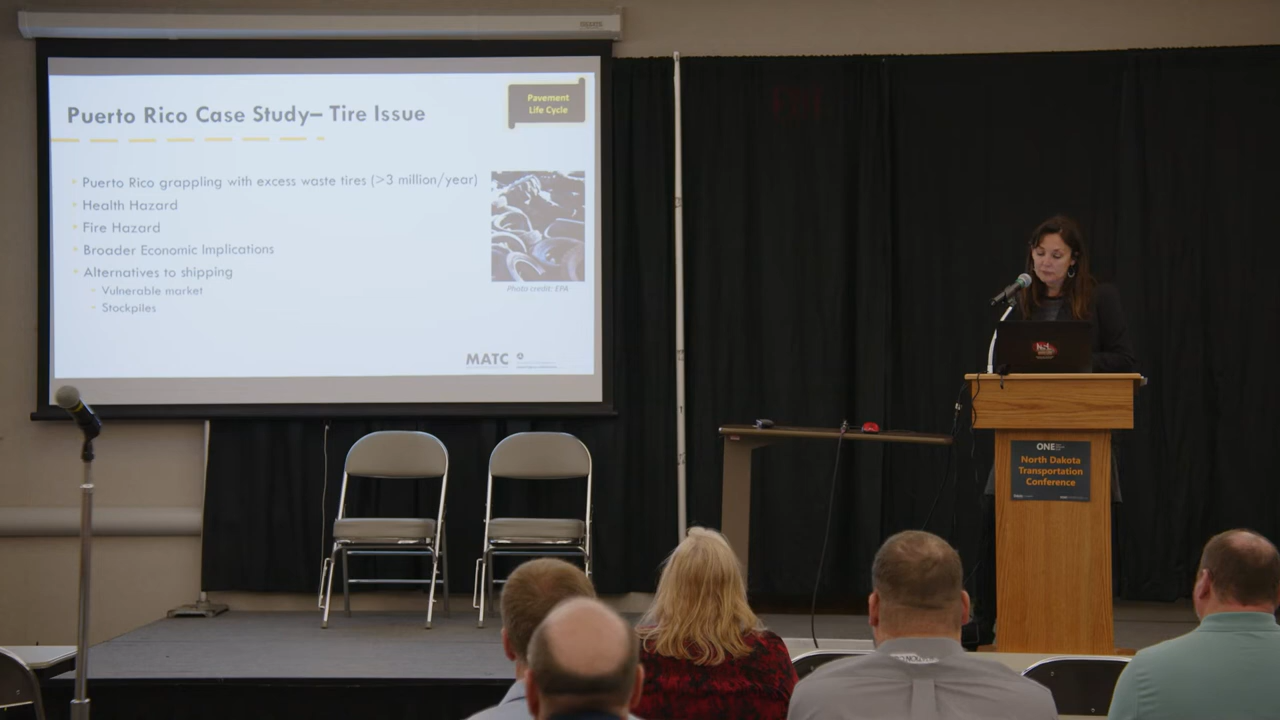 Puerto Rico Case Study– Tire Issue
Pavement
Life Cycle
Puerto Rico grappling with excess waste tires (>3 million/year)
Health Hazard
Fire Hazard
Broader Economic Implications
Alternatives to shipping
Vulnerable market
Stockpiles
Photo credit: EPA
MATC
ONE
North Dakota
Transportation
Conference